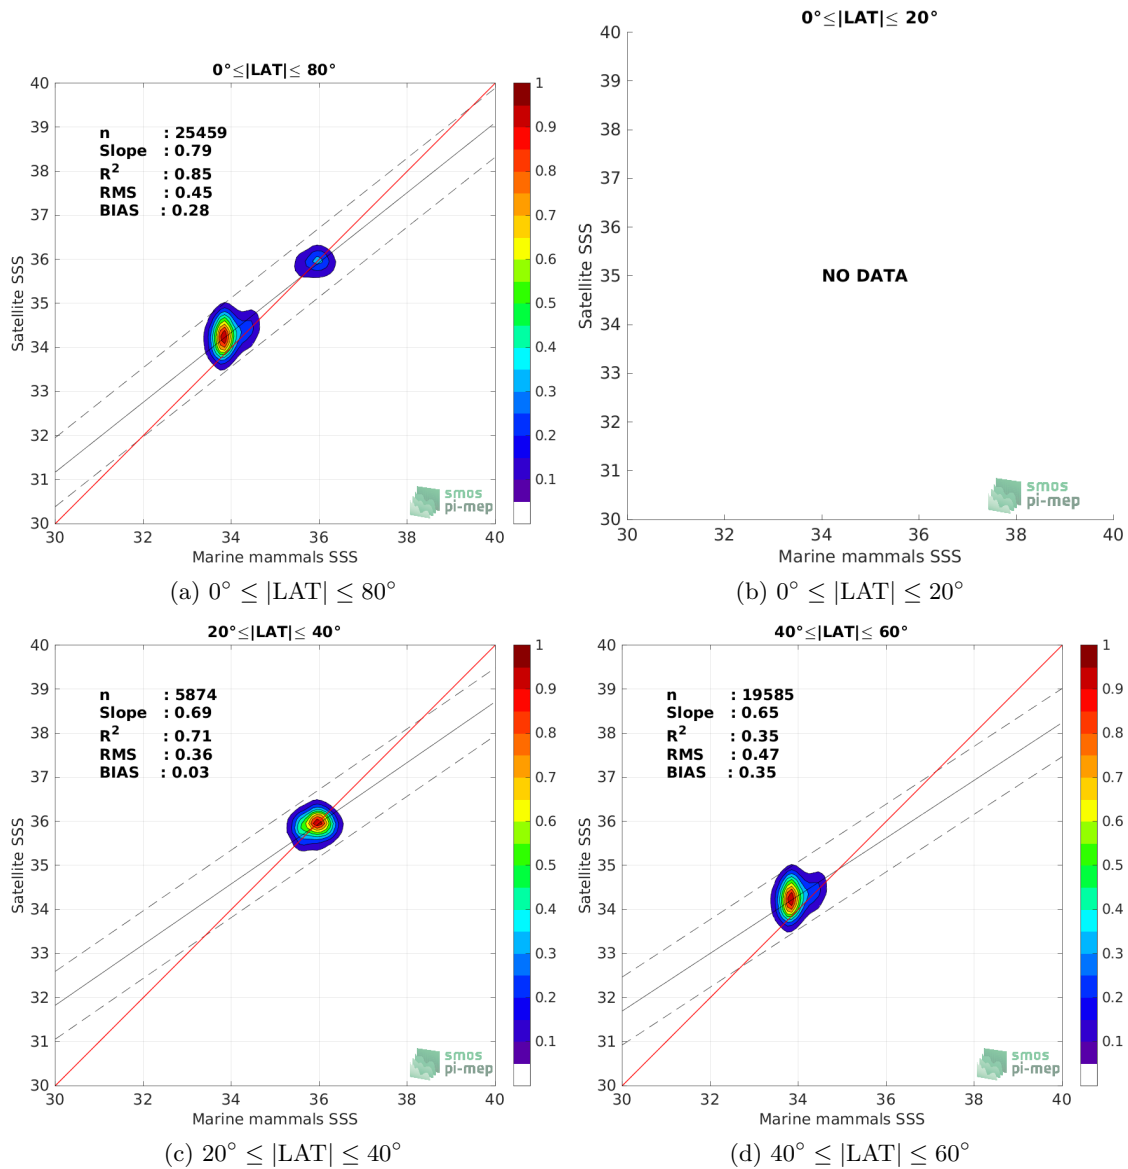 0°≤|LAT|≤ 80°
40
39
38
37
36
35
34
33
32
31
30
Satellite SSS
n : 25459
Slope : 0.79
R² : 0.85
RMS : 0.45
BIAS : 0.28
smos
pi-mep
30 32 34 36 38 40
Marine mammals SSS
1
0.9
0.8
0.7
0.6
0.5
0.4
0.3
0.2
0.1
(a) 0° ≤ |LAT| ≤ 80°
0°≤|LAT|≤ 20°
40
39
38
37
36
35
34
33
32
31
30
Satellite SSS
NO DATA
smos
pi-mep
30 32 34 36 38 40
Marine mammals SSS
(b) 0° ≤ |LAT| ≤ 20°
20°≤|LAT|≤ 40°
40
39
38
37
36
35
34
33
32
31
30
Satellite SSS
n : 5874
Slope : 0.69
R² : 0.71
RMS : 0.36
BIAS : 0.03
smos
pi-mep
30 32 34 36 38 40
Marine mammals SSS
1
0.9
0.8
0.7
0.6
0.5
0.4
0.3
0.2
0.1
(c) 20° ≤ |LAT| ≤ 40°
40°≤|LAT|≤ 60°
40
39
38
37
36
35
34
33
32
31
30
Satellite SSS
n : 19585
Slope : 0.65
R² : 0.35
RMS : 0.47
BIAS : 0.35
smos
pi-mep
30 32 34 36 38 40
Marine mammals SSS
1
0.9
0.8
0.7
0.6
0.5
0.4
0.3
0.2
0.1
(d) 40° ≤ |LAT| ≤ 60°